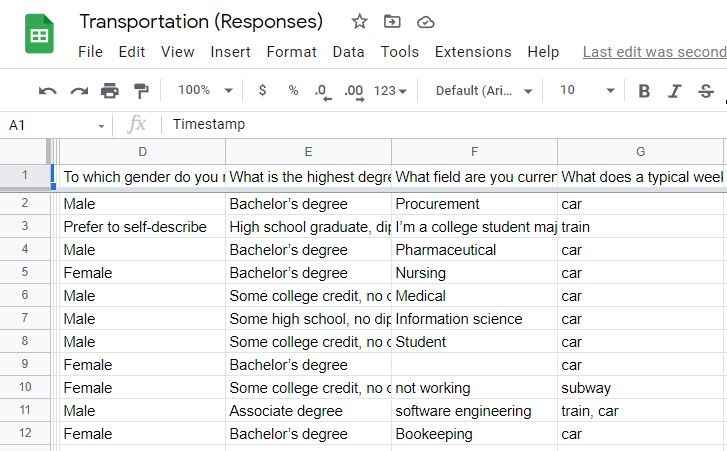 Transportation (Responses)
File Edit View Insert Format Data Tools Extensions Help Last edit was second
100% $ % .0 .00 123 Default (Ari... 10 B I S
A1 fx Timestamp
D E F G
1 To which gender do you What is the highest degre What field are you curren What does a typical week
2 Male Bachelor's degree Procurement car
3 Prefer to self-describe High school graduate, dip I'm a college student maj train
4 Male Bachelor's degree Pharmaceutical car
5 Female Bachelor's degree Nursing car
6 Male Some college credit, no d Medical car
7 Male Some high school, no dip Information science car
8 Male Some college credit, no d Student car
9 Female Bachelor's degree car
10 Female Some college credit, no d not working subway
11 Male Associate degree software engineering train, car
12 Female Bachelor's degree Bookeeping car